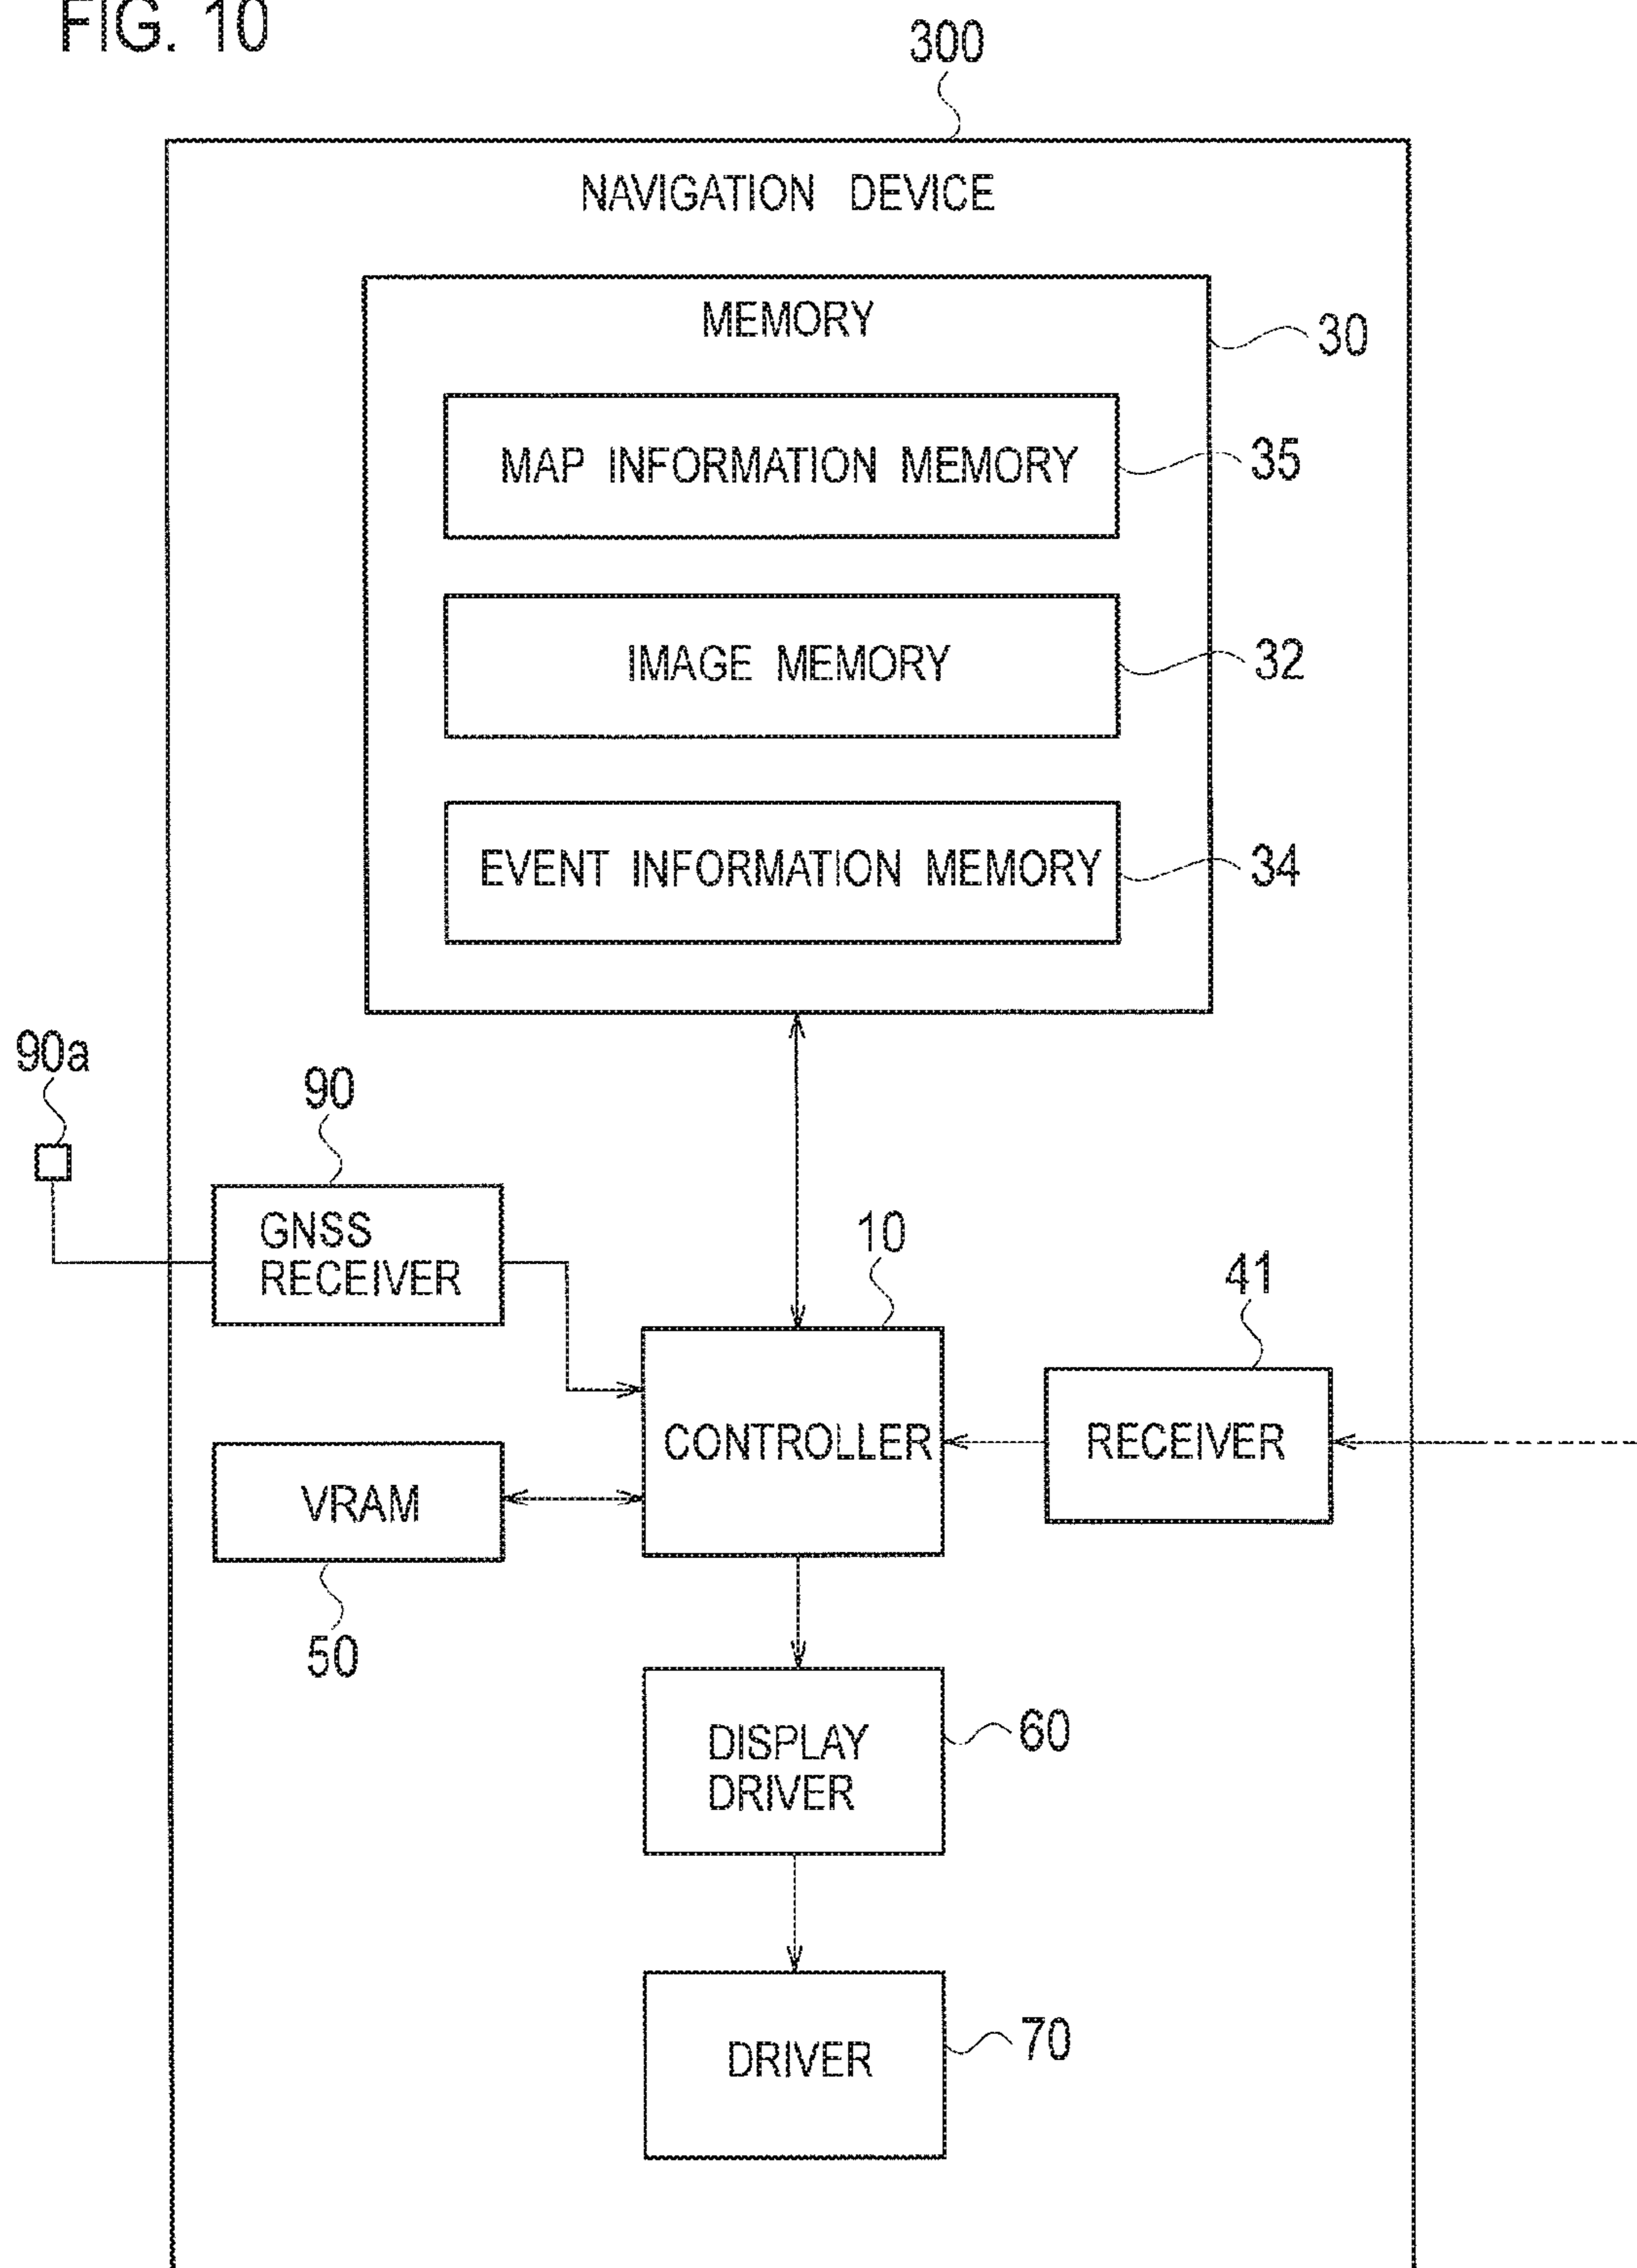 FIG. 10
300
NAVIGATION DEVICE
MEMORY
30
MAP INFORMATION MEMORY
35
IMAGE MEMORY
32
EVENT INFORMATION MEMORY
34
90a
90
GNSS
RECEIVER
10
41
CONTROLLER
RECEIVER
VRAM
50
DISPLAY
DRIVER
60
DRIVER
70